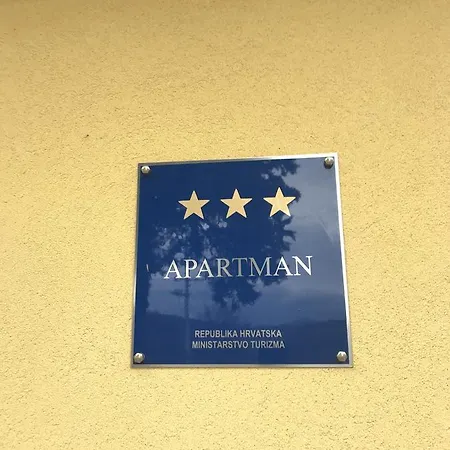 APARTMAN
REPUBLIKA HRVATSKA
MINISTARSTVO TURIZMA